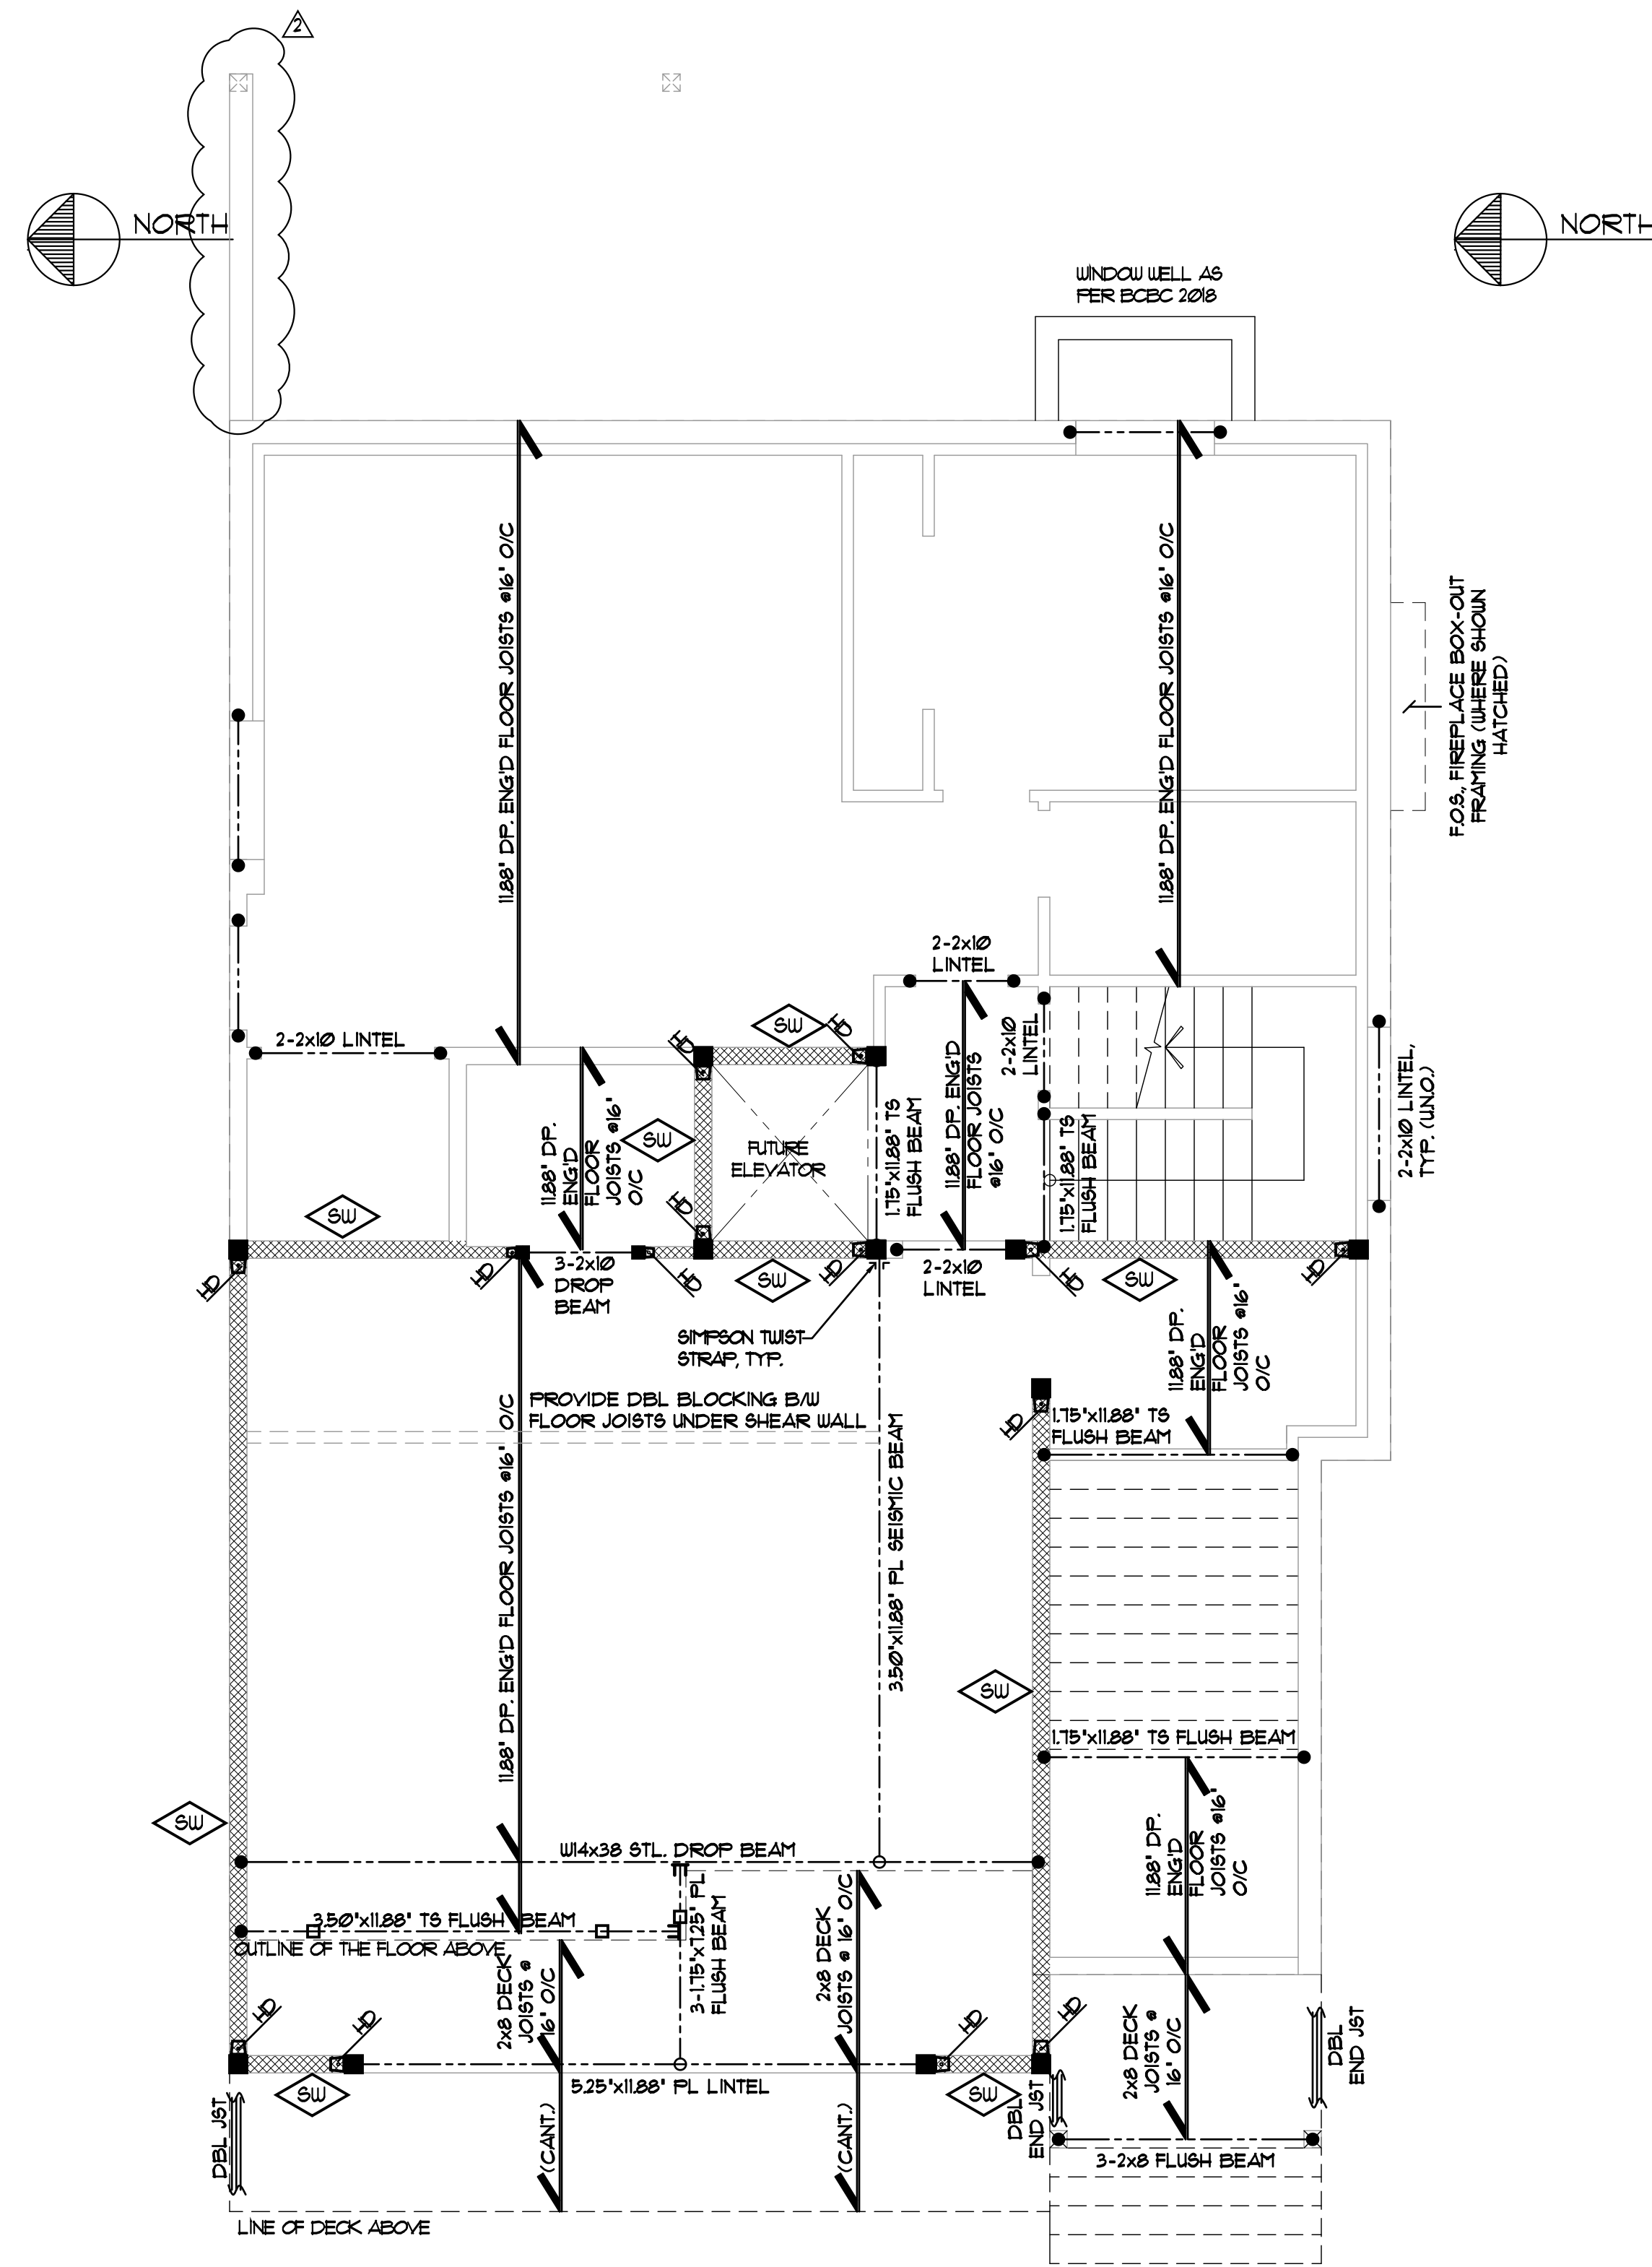 2
NORTH
NORTH
WINDOW WELL AS
PER BCBC 2018
11.88" DP. ENG'D FLOOR JOISTS @16" O/C
11.88" DP. ENG'D FLOOR JOISTS @16" O/C
F.O.S., FIREPLACE BOX-OUT
FRAMING (WHERE SHOWN
HATCHED)
2-2x10
LINTEL
2-2x10 LINTEL
SW
HD
HD
2-2x10
LINTEL
2-2x10 LINTEL,
TYP. (U.N.O.)
11.88" DP.
ENG'D
FLOOR
JOISTS @16"
O/C
SW
FUTURE
ELEVATOR
1.75"x11.88" TS
FLUSH BEAM
11.88" DP. ENG'D
FLOOR JOISTS
@16" O/C
1.75"x11.88" TS
FLUSH BEAM
HD
SW
HD
HD
3-2x10
DROP
BEAM
HD
SW
HD
2-2x10
LINTEL
HD
SW
HD
SIMPSON TWIST
STRAP, TYP.
11.88" DP.
ENG'D
FLOOR
JOISTS @16"
O/C
PROVIDE DBL BLOCKING B/W
FLOOR JOISTS UNDER SHEAR WALL
HD
1.75"x11.88" TS
FLUSH BEAM
11.88" DP. ENG'D FLOOR JOISTS @16" O/C
3.50"x11.88" PL SEISMIC BEAM
SW
1.75"x11.88" TS FLUSH BEAM
SW
W14x38 STL. DROP BEAM
11.88" DP.
ENG'D
FLOOR
JOISTS @16"
O/C
3.50"x11.88" TS FLUSH BEAM
OUTLINE OF THE FLOOR ABOVE
3-1.75"x7.25" PL
FLUSH BEAM
2x8 DECK
JOISTS @ 16" O/C
2x8 DECK
JOISTS @
16" O/C
HD
HD
HD
HD
2x8 DECK
JOISTS @
16" O/C
DBL
END JST
SW
5.25"x11.88" PL LINTEL
SW
DBL JST
(CANT.)
(CANT.)
DBL
END JST
3-2x8 FLUSH BEAM
LINE OF DECK ABOVE